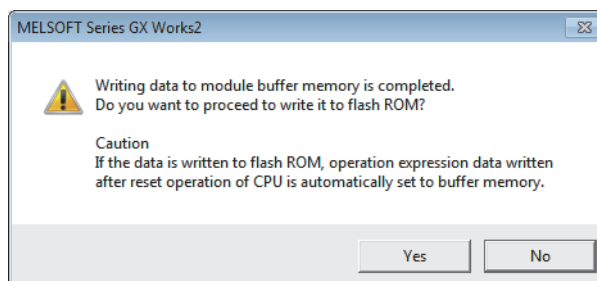 MELSOFT Series GX Works2
Writing data to module buffer memory is completed.
Do you want to proceed to write it to flash ROM?
Caution
If the data is written to flash ROM, operation expression data written
after reset operation of CPU is automatically set to buffer memory.
Yes
No